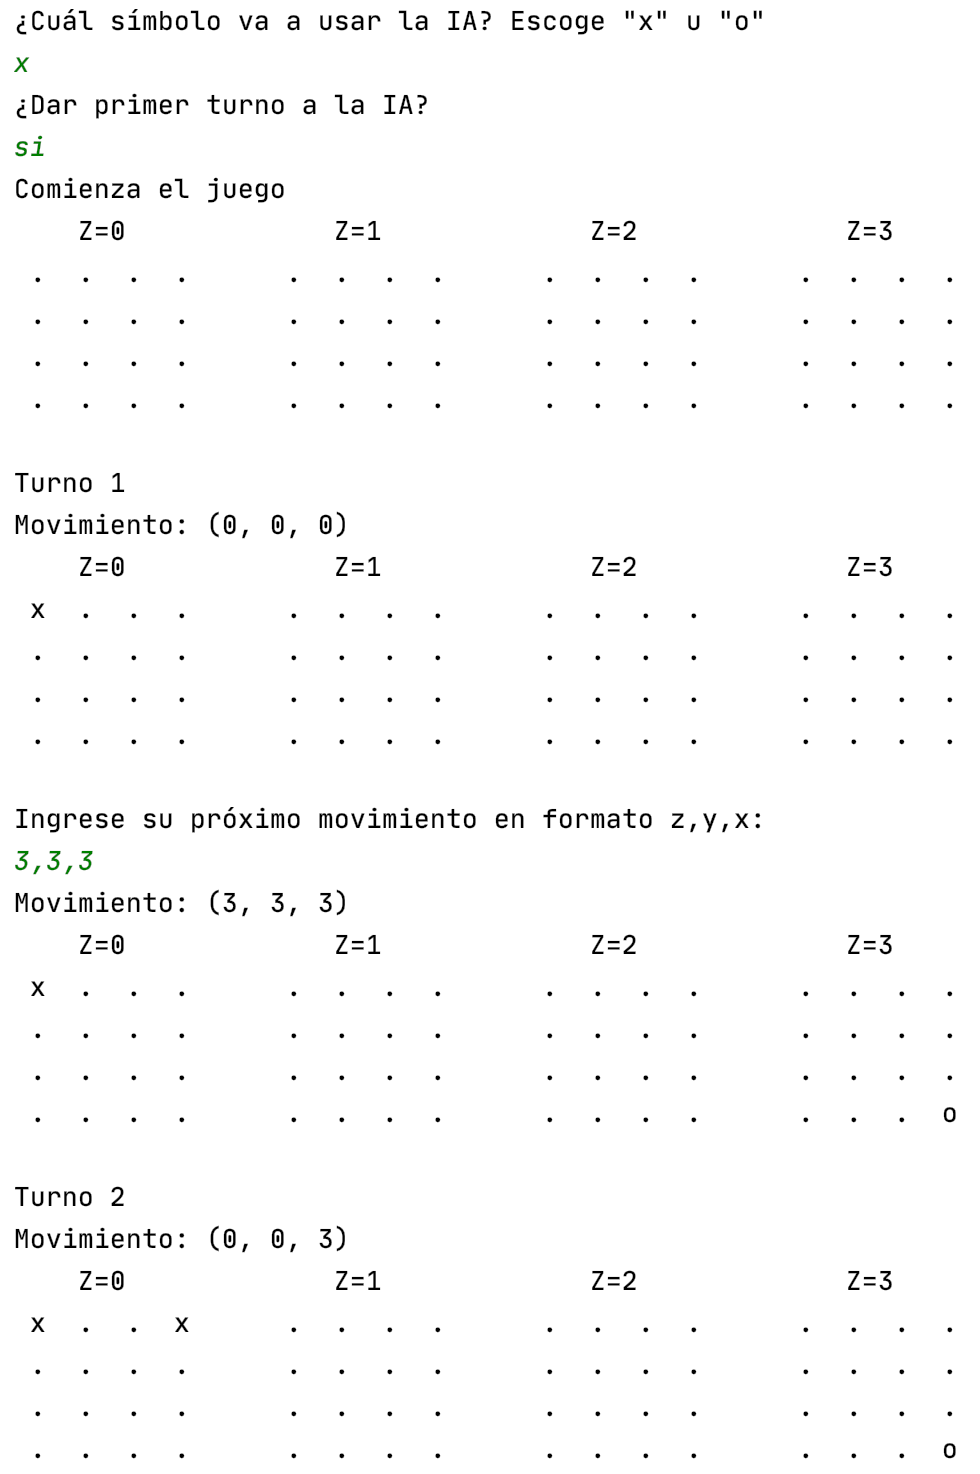 ¿Cuál símbolo va a usar la IA? Escoge "x" u "o"
x
¿Dar primer turno a la IA?
si
Comienza el juego
    Z=0             Z=1             Z=2             Z=3
 .  .  .  .      .  .  .  .      .  .  .  .      .  .  .  .
 .  .  .  .      .  .  .  .      .  .  .  .      .  .  .  .
 .  .  .  .      .  .  .  .      .  .  .  .      .  .  .  .
 .  .  .  .      .  .  .  .      .  .  .  .      .  .  .  .

Turno 1
Movimiento: (0, 0, 0)
    Z=0             Z=1             Z=2             Z=3
 x  .  .  .      .  .  .  .      .  .  .  .      .  .  .  .
 .  .  .  .      .  .  .  .      .  .  .  .      .  .  .  .
 .  .  .  .      .  .  .  .      .  .  .  .      .  .  .  .
 .  .  .  .      .  .  .  .      .  .  .  .      .  .  .  .

Ingrese su próximo movimiento en formato z,y,x:
3,3,3
Movimiento: (3, 3, 3)
    Z=0             Z=1             Z=2             Z=3
 x  .  .  .      .  .  .  .      .  .  .  .      .  .  .  .
 .  .  .  .      .  .  .  .      .  .  .  .      .  .  .  .
 .  .  .  .      .  .  .  .      .  .  .  .      .  .  .  .
 .  .  .  .      .  .  .  .      .  .  .  .      .  .  .  o

Turno 2
Movimiento: (0, 0, 3)
    Z=0             Z=1             Z=2             Z=3
 x  .  .  x      .  .  .  .      .  .  .  .      .  .  .  .
 .  .  .  .      .  .  .  .      .  .  .  .      .  .  .  .
 .  .  .  .      .  .  .  .      .  .  .  .      .  .  .  .
 .  .  .  .      .  .  .  .      .  .  .  .      .  .  .  o